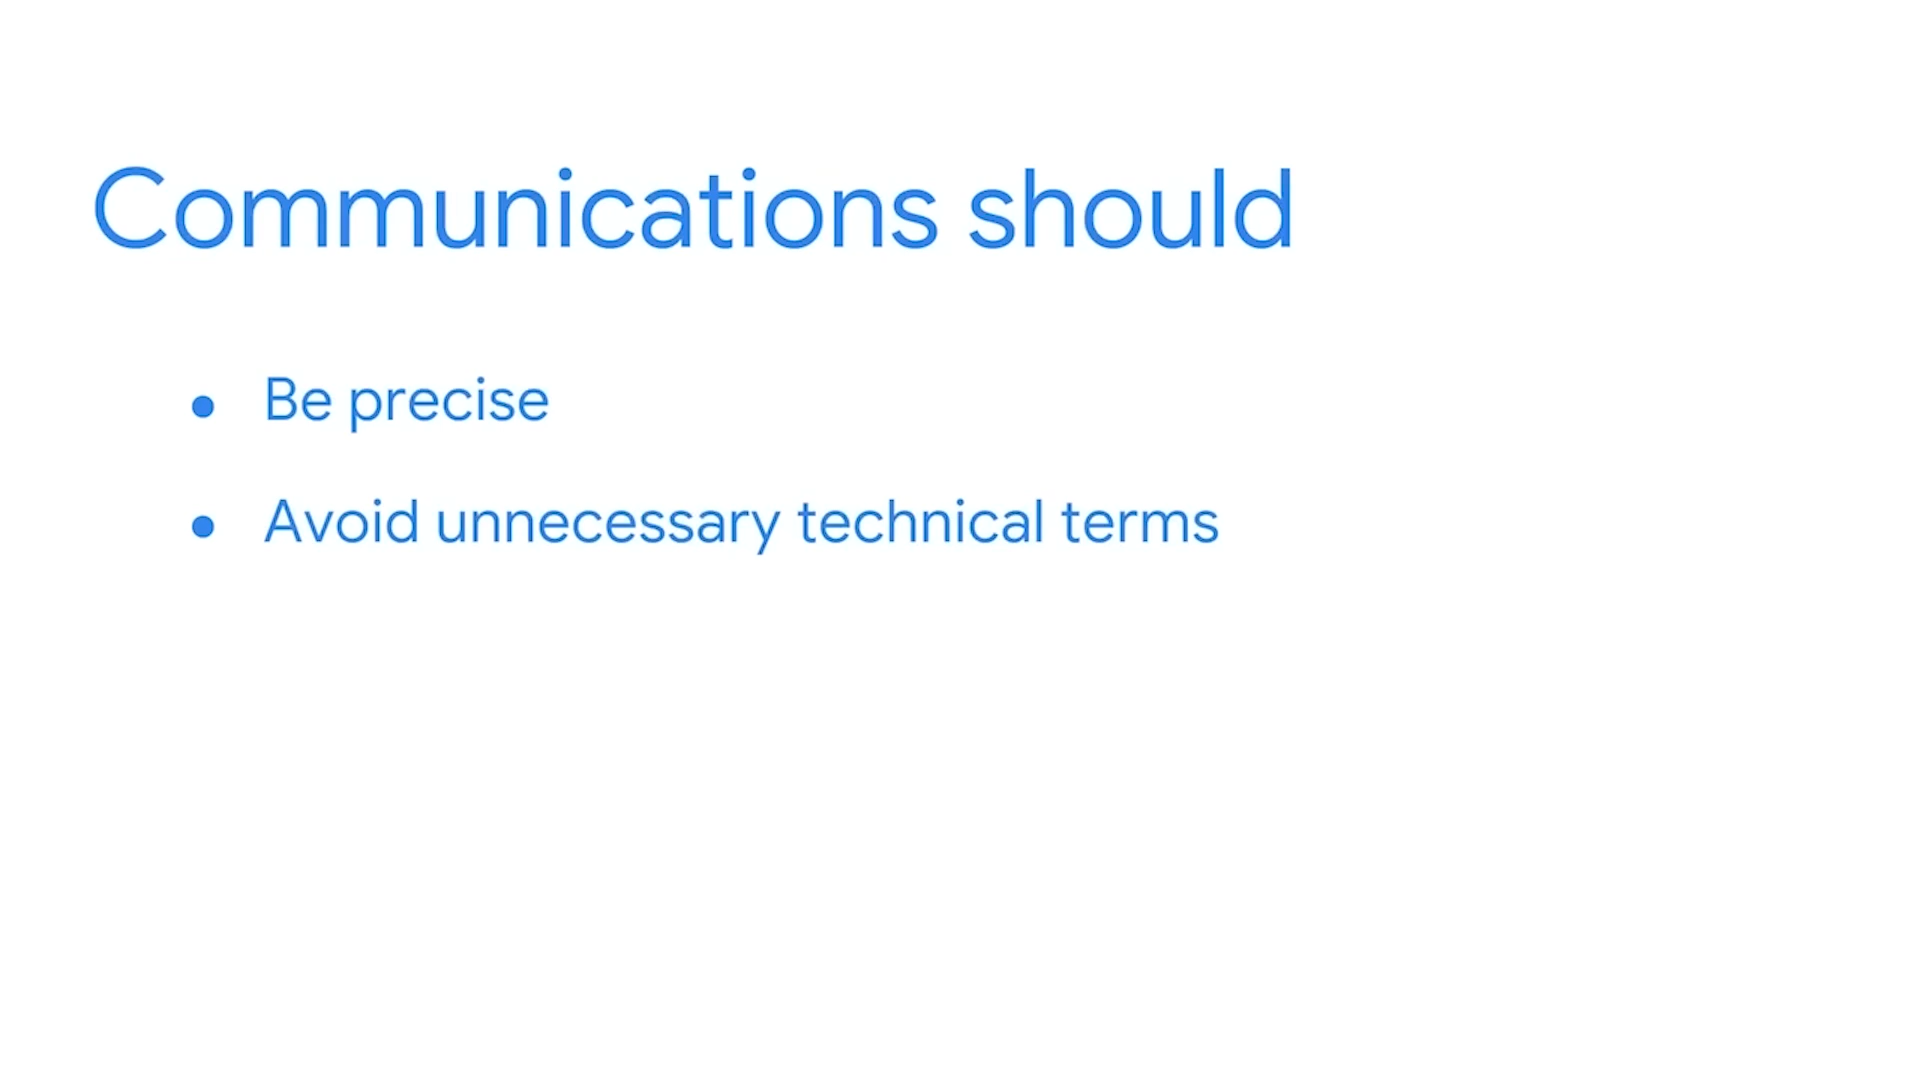 Communications should
● Be precise
● Avoid unnecessary technical terms